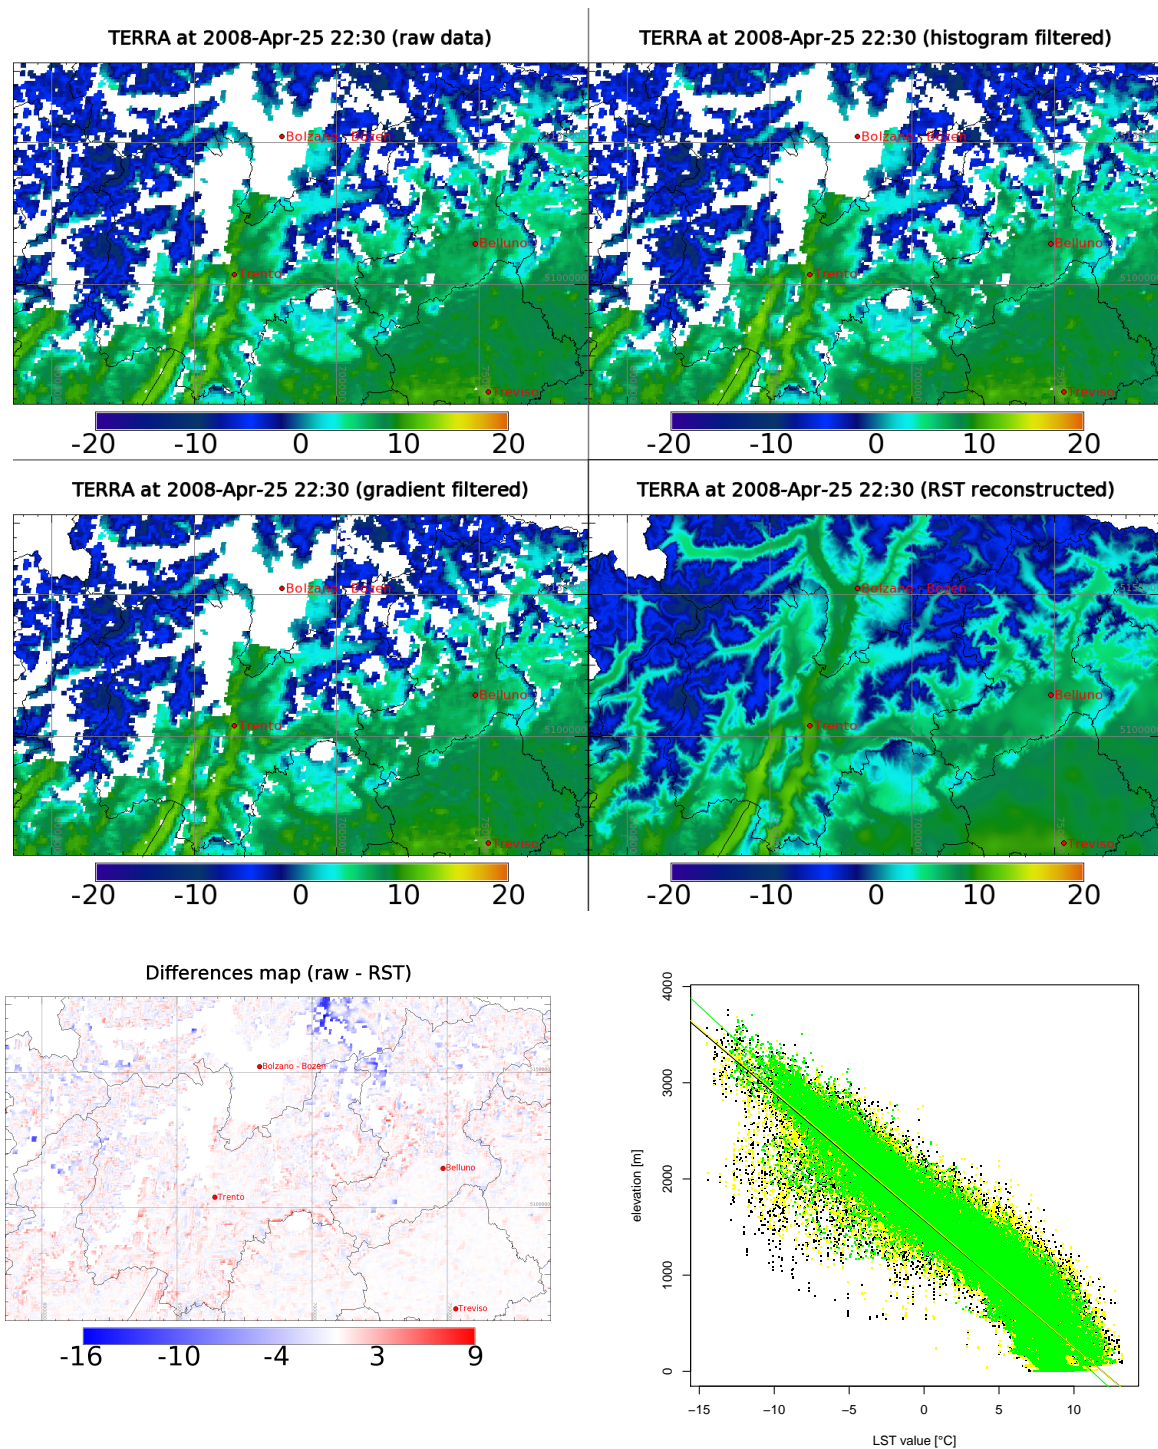 TERRA at 2008-Apr-25 22:30 (raw data)
TERRA at 2008-Apr-25 22:30 (histogram filtered)
Bolzano - Bozen
Bolzano - Bozen
Belluno
Belluno
Trento
Trento
5100000
5100000
Treviso
Treviso
-20 -10 0 10 20
-20 -10 0 10 20
TERRA at 2008-Apr-25 22:30 (gradient filtered)
TERRA at 2008-Apr-25 22:30 (RST reconstructed)
Bolzano - Bozen
Bolzano - Bozen
Belluno
Belluno
Trento
Trento
5100000
5100000
Treviso
Treviso
-20 -10 0 10 20
-20 -10 0 10 20
Differences map (raw - RST)
Bolzano - Bozen
Belluno
Trento
5100000
Treviso
-16 -10 -4 3 9
4000
3000
2000
1000
0
elevation [m]
−15 −10 −5 0 5 10
LST value [°C]